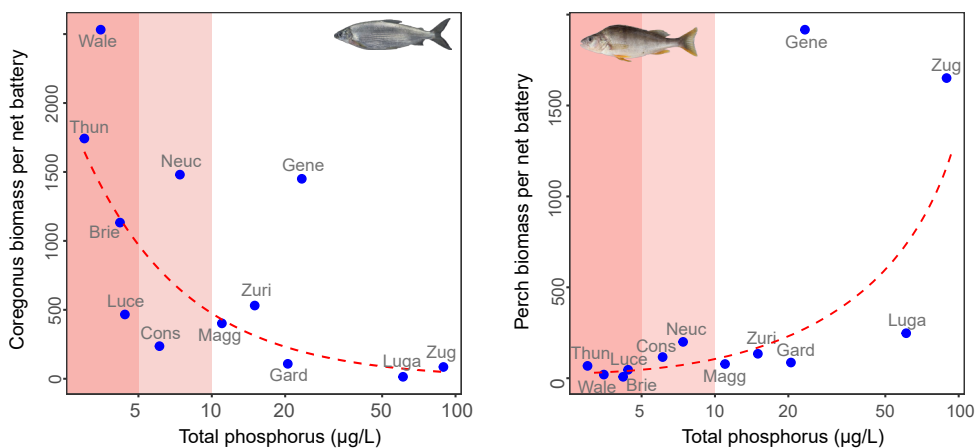 Coregonus biomass per net battery
2000
1500
1000
500
0
Wale
Thun
Neuc
Gene
Brie
Luce
Zuri
Cons
Magg
Gard
Luga
Zug
5
10
20
50
100
Total phosphorus (µg/L)
Perch biomass per net battery
1500
1000
500
0
Gene
Zug
Neuc
Luga
Zuri
Cons
Thun
Luce
Gard
Magg
Wale
Brie
5
10
20
50
100
Total phosphorus (µg/L)